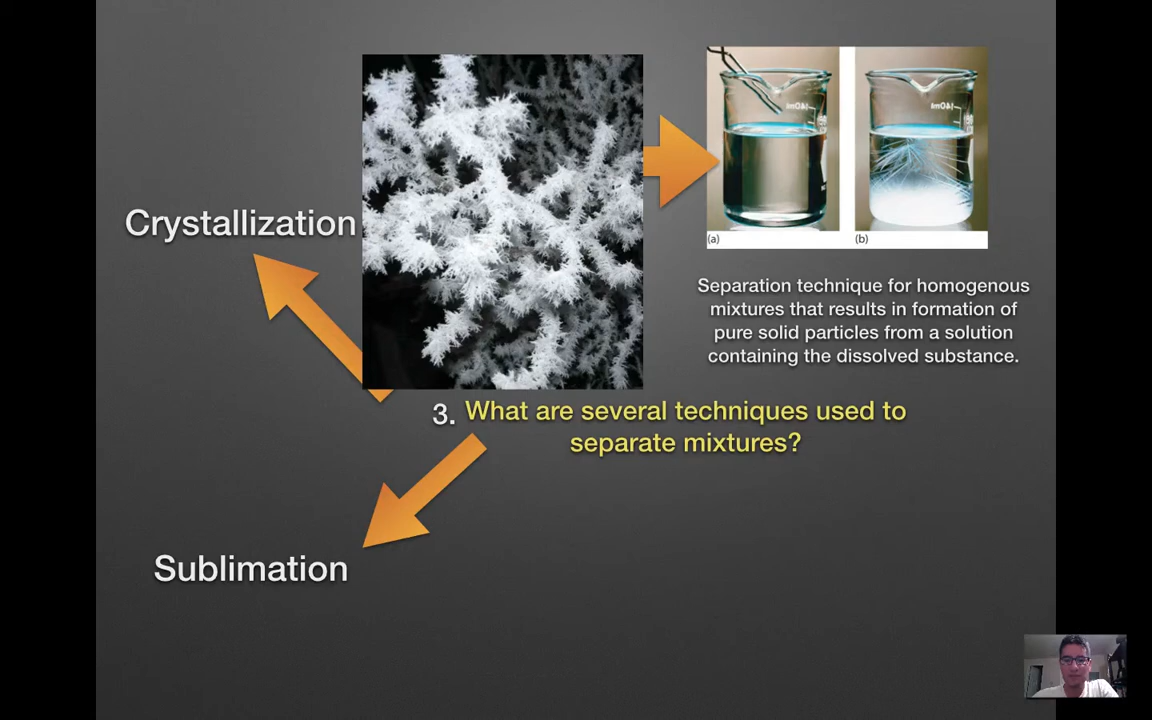 Crystallization
(a)
(b)
Separation technique for homogenous
mixtures that results in formation of
pure solid particles from a solution
containing the dissolved substance.
3. What are several techniques used to
separate mixtures?
Sublimation